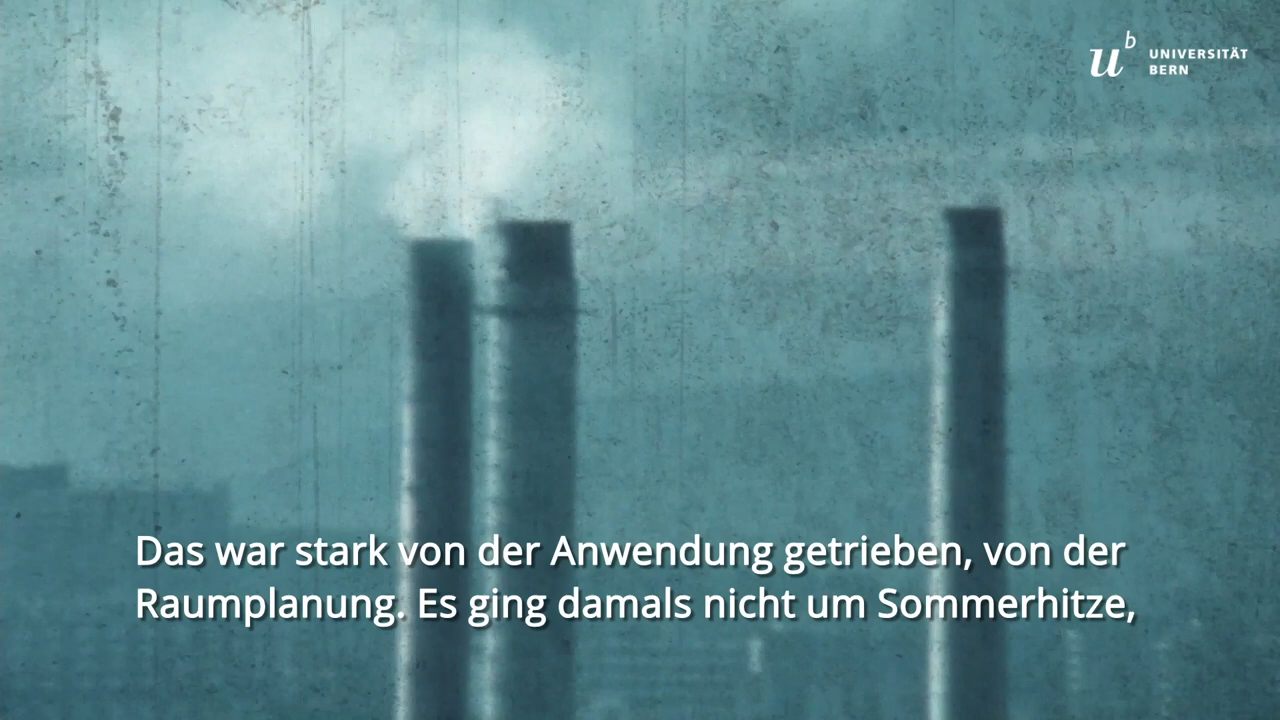 u^b
UNIVERSITÄT
BERN
Das war stark von der Anwendung getrieben, von der
Raumplanung. Es ging damals nicht um Sommerhitze,